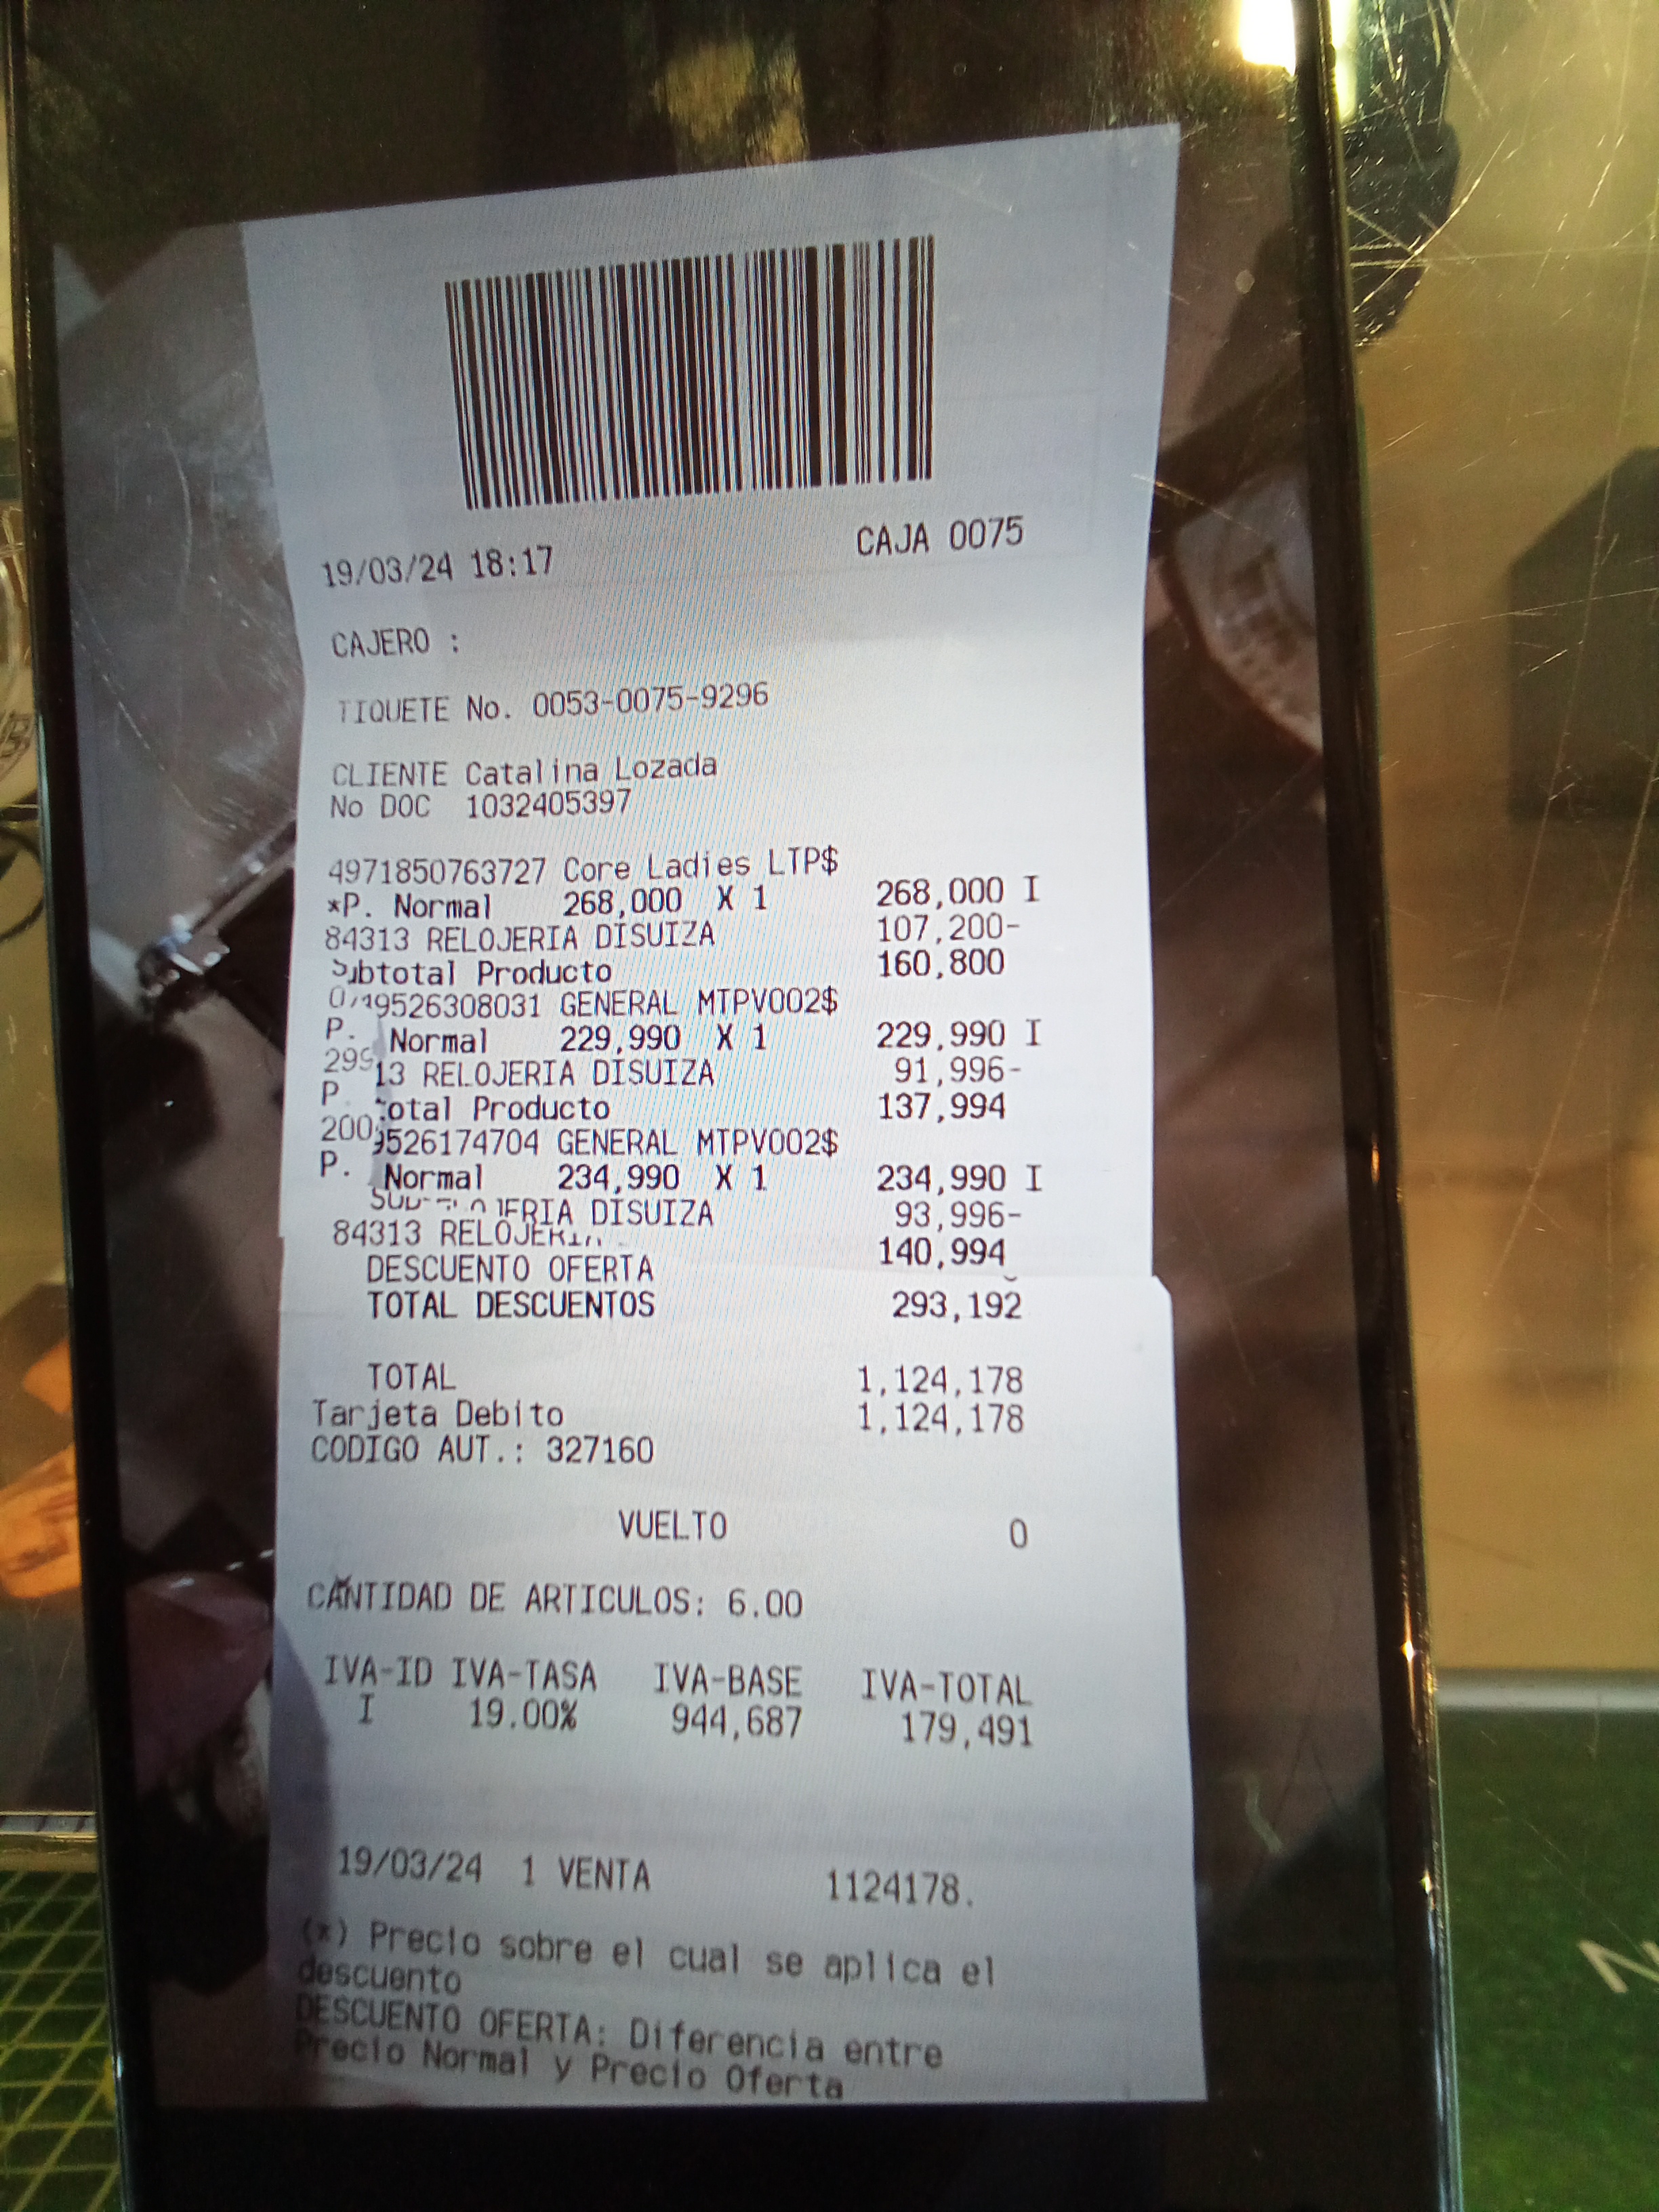 19/03/24 18:17 CAJA 0075
CAJERO :
TIQUETE No. 0053-0075-9296
CLIENTE Catalina Lozada
No DOC 1032405397
4971850763727 Core Ladies LTP$
*P. Normal 268,000 X 1 268,000 I
84313 RELOJERIA DISUIZA 107,200-
Subtotal Producto 160,800
49526308031 GENERAL MTPV002$
P. Normal 229,990 X 1 229,990 I
299 13 RELOJERIA DISUIZA 91,996-
P otal Producto 137,994
200 9526174704 GENERAL MTPV002$
P. Normal 234,990 X 1 234,990 I
DISUIZA 93,996-
84313
140,994
DESCUENTO OFERTA
TOTAL DESCUENTOS 293,192
TOTAL 1,124,178
Tarjeta Debito 1,124,178
CODIGO AUT.: 327160
VUELTO 0
CANTIDAD DE ARTICULOS: 6.00
IVA-ID IVA-TASA IVA-BASE IVA-TOTAL
I 19.00% 944,687 179,491
19/03/24 1 VENTA 1124178.
(*) Precio sobre el cual se aplica el
descuento
DESCUENTO OFERTA: Diferencia entre
Precio Normal y Precio Oferta